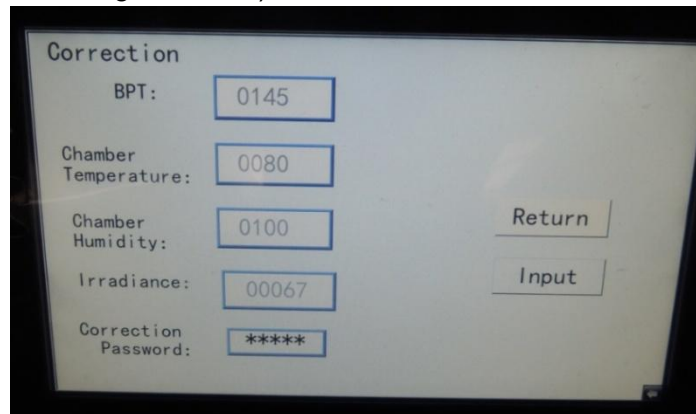 Correction
BPT: 0145
Chamber
Temperature: 0080
Chamber
Humidity: 0100
Return
Irradiance: 00067
Input
Correction
Password: *****